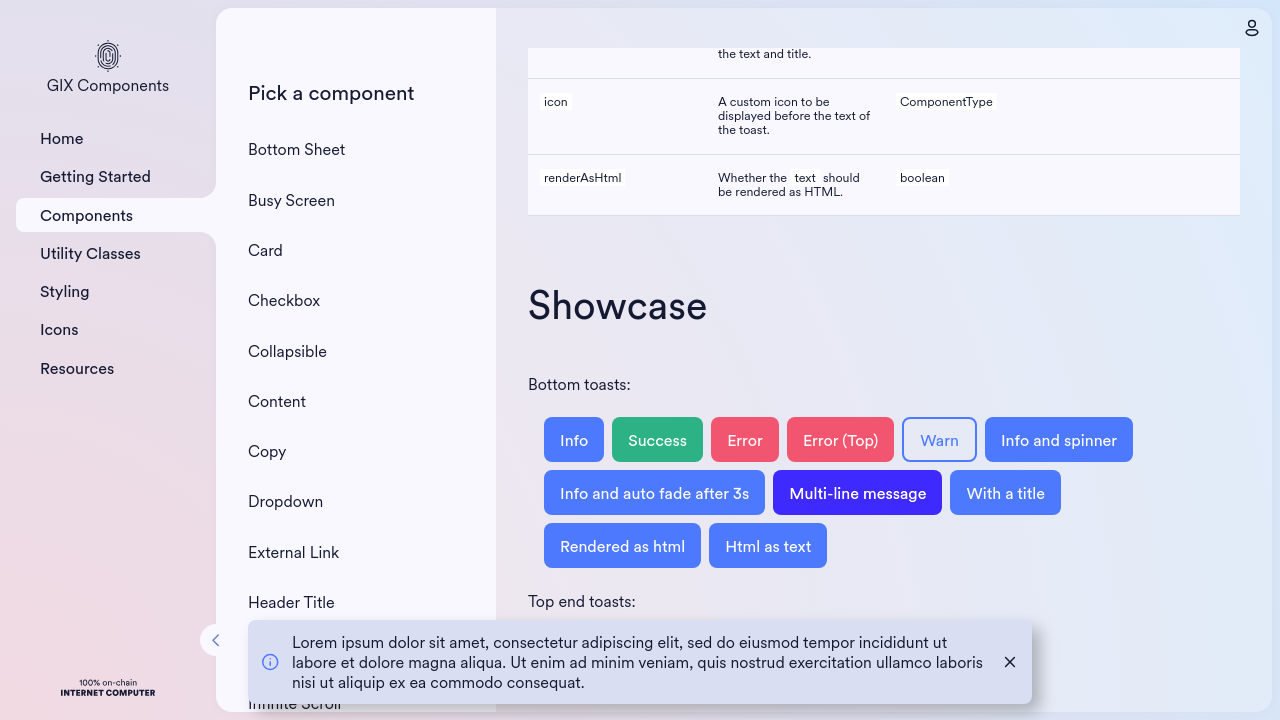 GIX Components
Home
Getting Started
Components
Utility Classes
Styling
Icons
Resources
100% on-chain
INTERNET COMPUTER
Pick a component
Bottom Sheet
Busy Screen
Card
Checkbox
Collapsible
Content
Copy
Dropdown
External Link
Header Title
Infinite Scroll
the text and title.
icon
A custom icon to be
displayed before the text of
the toast.
ComponentType
renderAsHtml
Whether the text should
be rendered as HTML.
boolean
Showcase
Bottom toasts:
Info
Success
Error
Error (Top)
Warn
Info and spinner
Info and auto fade after 3s
Multi-line message
With a title
Rendered as html
Html as text
Top end toasts:
Lorem ipsum dolor sit amet, consectetur adipiscing elit, sed do eiusmod tempor incididunt ut
labore et dolore magna aliqua. Ut enim ad minim veniam, quis nostrud exercitation ullamco laboris
nisi ut aliquip ex ea commodo consequat.